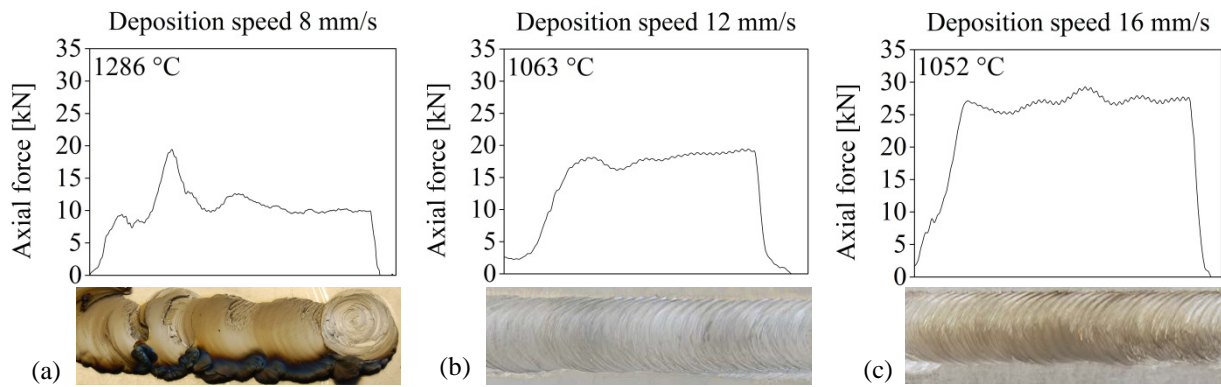 Deposition speed 8 mm/s
Axial force [kN]
35
30
25
20
15
10
5
0
1286 °C
(a)
Deposition speed 12 mm/s
Axial force [kN]
35
30
25
20
15
10
5
0
1063 °C
(b)
Deposition speed 16 mm/s
Axial force [kN]
35
30
25
20
15
10
5
0
1052 °C
(c)